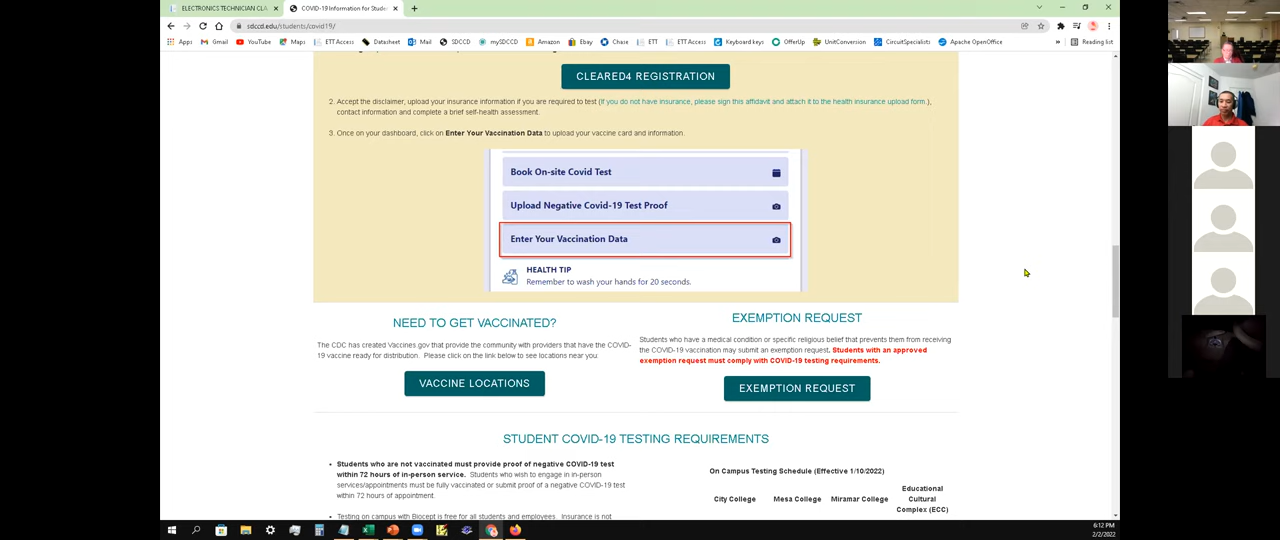 ELECTRONICS TECHNICIAN CLA
COVID-19 Information for Studen
sdccd.edu/students/covid19/
Apps Gmail YouTube Maps ETT Access Datasheet Mail SDCCD mySDCCD Amazon Ebay Chase ETT ETT Access Keyboard keys OfferUp UnitConversion CircuitSpecialists Apache OpenOffice Reading list
CLEARED4 REGISTRATION
2. Accept the disclaimer, upload your insurance information if you are required to test (If you do not have insurance, please sign this affidavit and attach it to the health insurance upload form.),
contact information and complete a brief self-health assessment.
3. Once on your dashboard, click on Enter Your Vaccination Data to upload your vaccine card and information.
Book On-site Covid Test
Upload Negative Covid-19 Test Proof
Enter Your Vaccination Data
HEALTH TIP
Remember to wash your hands for 20 seconds.
NEED TO GET VACCINATED?
The CDC has created Vaccines.gov that provide the community with providers that have the COVID-
19 vaccine ready for distribution. Please click on the link below to see locations near you.
VACCINE LOCATIONS
EXEMPTION REQUEST
Students who have a medical condition or specific religious belief that prevents them from receiving
the COVID-19 vaccination may submit an exemption request. Students with an approved
exemption request must comply with COVID-19 testing requirements.
EXEMPTION REQUEST
STUDENT COVID-19 TESTING REQUIREMENTS
• Students who are not vaccinated must provide proof of negative COVID-19 test
within 72 hours of in-person service. Students who wish to engage in in-person
services/appointments must be fully vaccinated or submit proof of a negative COVID-19 test
within 72 hours of appointment.
• Testing on campus with Biocept is free for all students and employees. Insurance is not
On Campus Testing Schedule (Effective 1/10/2022)
City College Mesa College Miramar College Educational
Cultural
Complex (ECC)
6:12 PM
2/2/2022